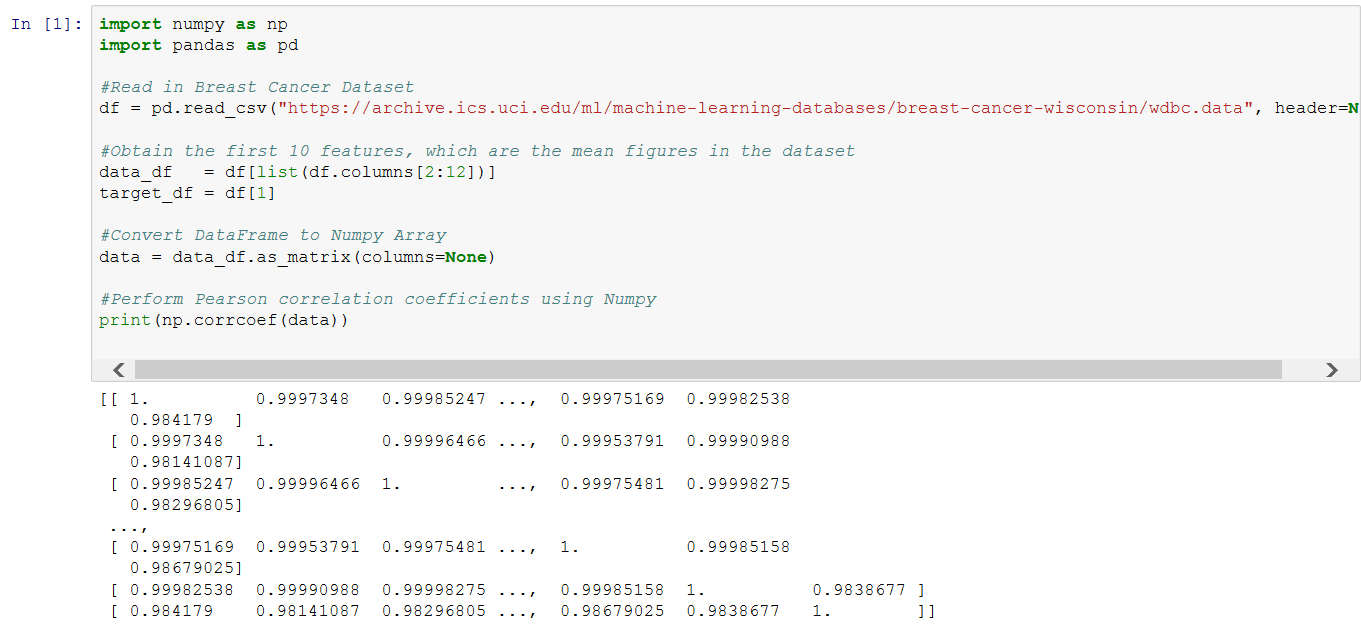 In [1]:
import numpy as np
import pandas as pd
#Read in Breast Cancer Dataset
df = pd.read_csv("https://archive.ics.uci.edu/ml/machine-learning-databases/breast-cancer-wisconsin/wdbc.data", header=N
#Obtain the first 10 features, which are the mean figures in the dataset
data_df   = df[list(df.columns[2:12])]
target_df = df[1]
#Convert DataFrame to Numpy Array
data = data_df.as_matrix(columns=None)
#Perform Pearson correlation coefficients using Numpy
print(np.corrcoef(data))
[[ 1.          0.9997348   0.99985247 ...,  0.99975169  0.99982538
   0.984179  ]
 [ 0.9997348   1.          0.99996466 ...,  0.99953791  0.99990988
   0.98141087]
 [ 0.99985247  0.99996466  1.         ...,  0.99975481  0.99998275
   0.98296805]
 ...,
 [ 0.99975169  0.99953791  0.99975481 ...,  1.          0.99985158
   0.98679025]
 [ 0.99982538  0.99990988  0.99998275 ...,  0.99985158  1.          0.9838677 ]
 [ 0.984179    0.98141087  0.98296805 ...,  0.98679025  0.9838677   1.        ]]